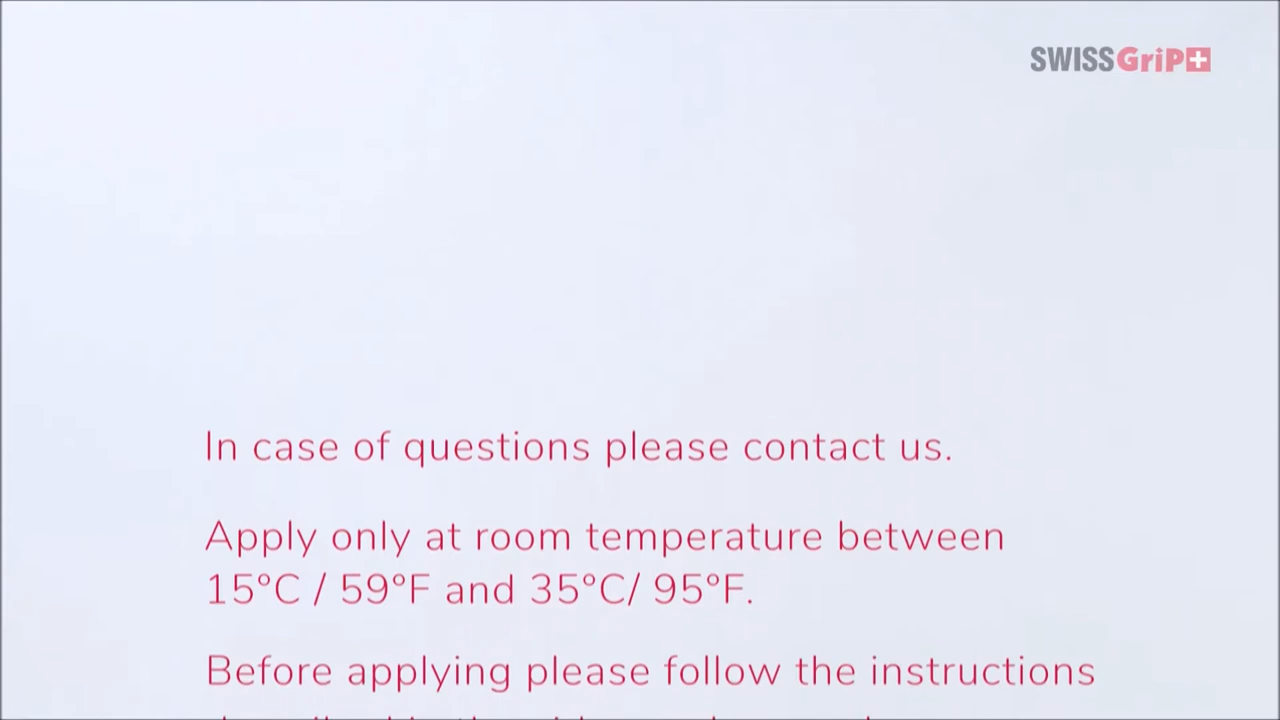 SWISSGriP
In case of questions please contact us.
Apply only at room temperature between
15°C / 59°F and 35°C/ 95°F.
Before applying please follow the instructions